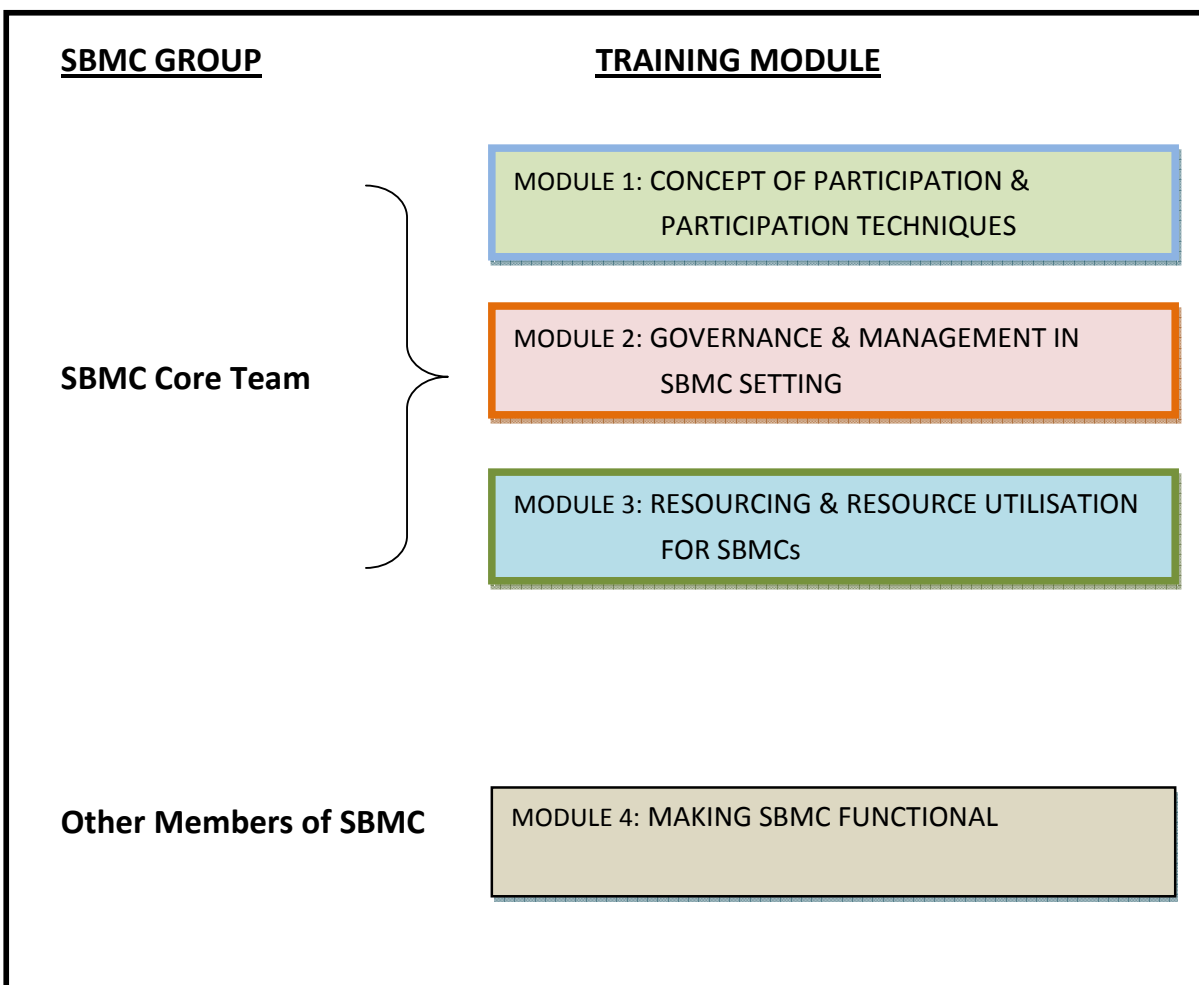 SBMC GROUP TRAINING MODULE
MODULE 1: CONCEPT OF PARTICIPATION &
PARTICIPATION TECHNIQUES
MODULE 2: GOVERNANCE & MANAGEMENT IN
SBMC SETTING
SBMC Core Team
MODULE 3: RESOURCING & RESOURCE UTILISATION
FOR SBMCs
Other Members of SBMC
MODULE 4: MAKING SBMC FUNCTIONAL